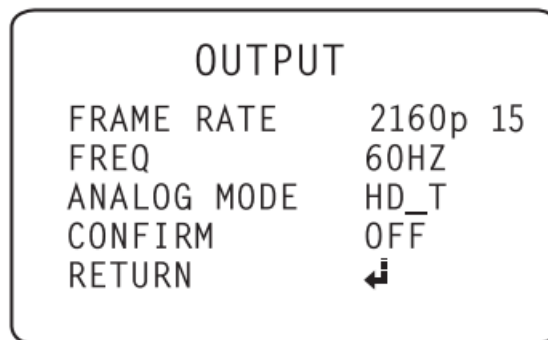 OUTPUT
FRAME RATE 2160p 15
FREQ 60HZ
ANALOG MODE HD_T
CONFIRM OFF
RETURN ↲